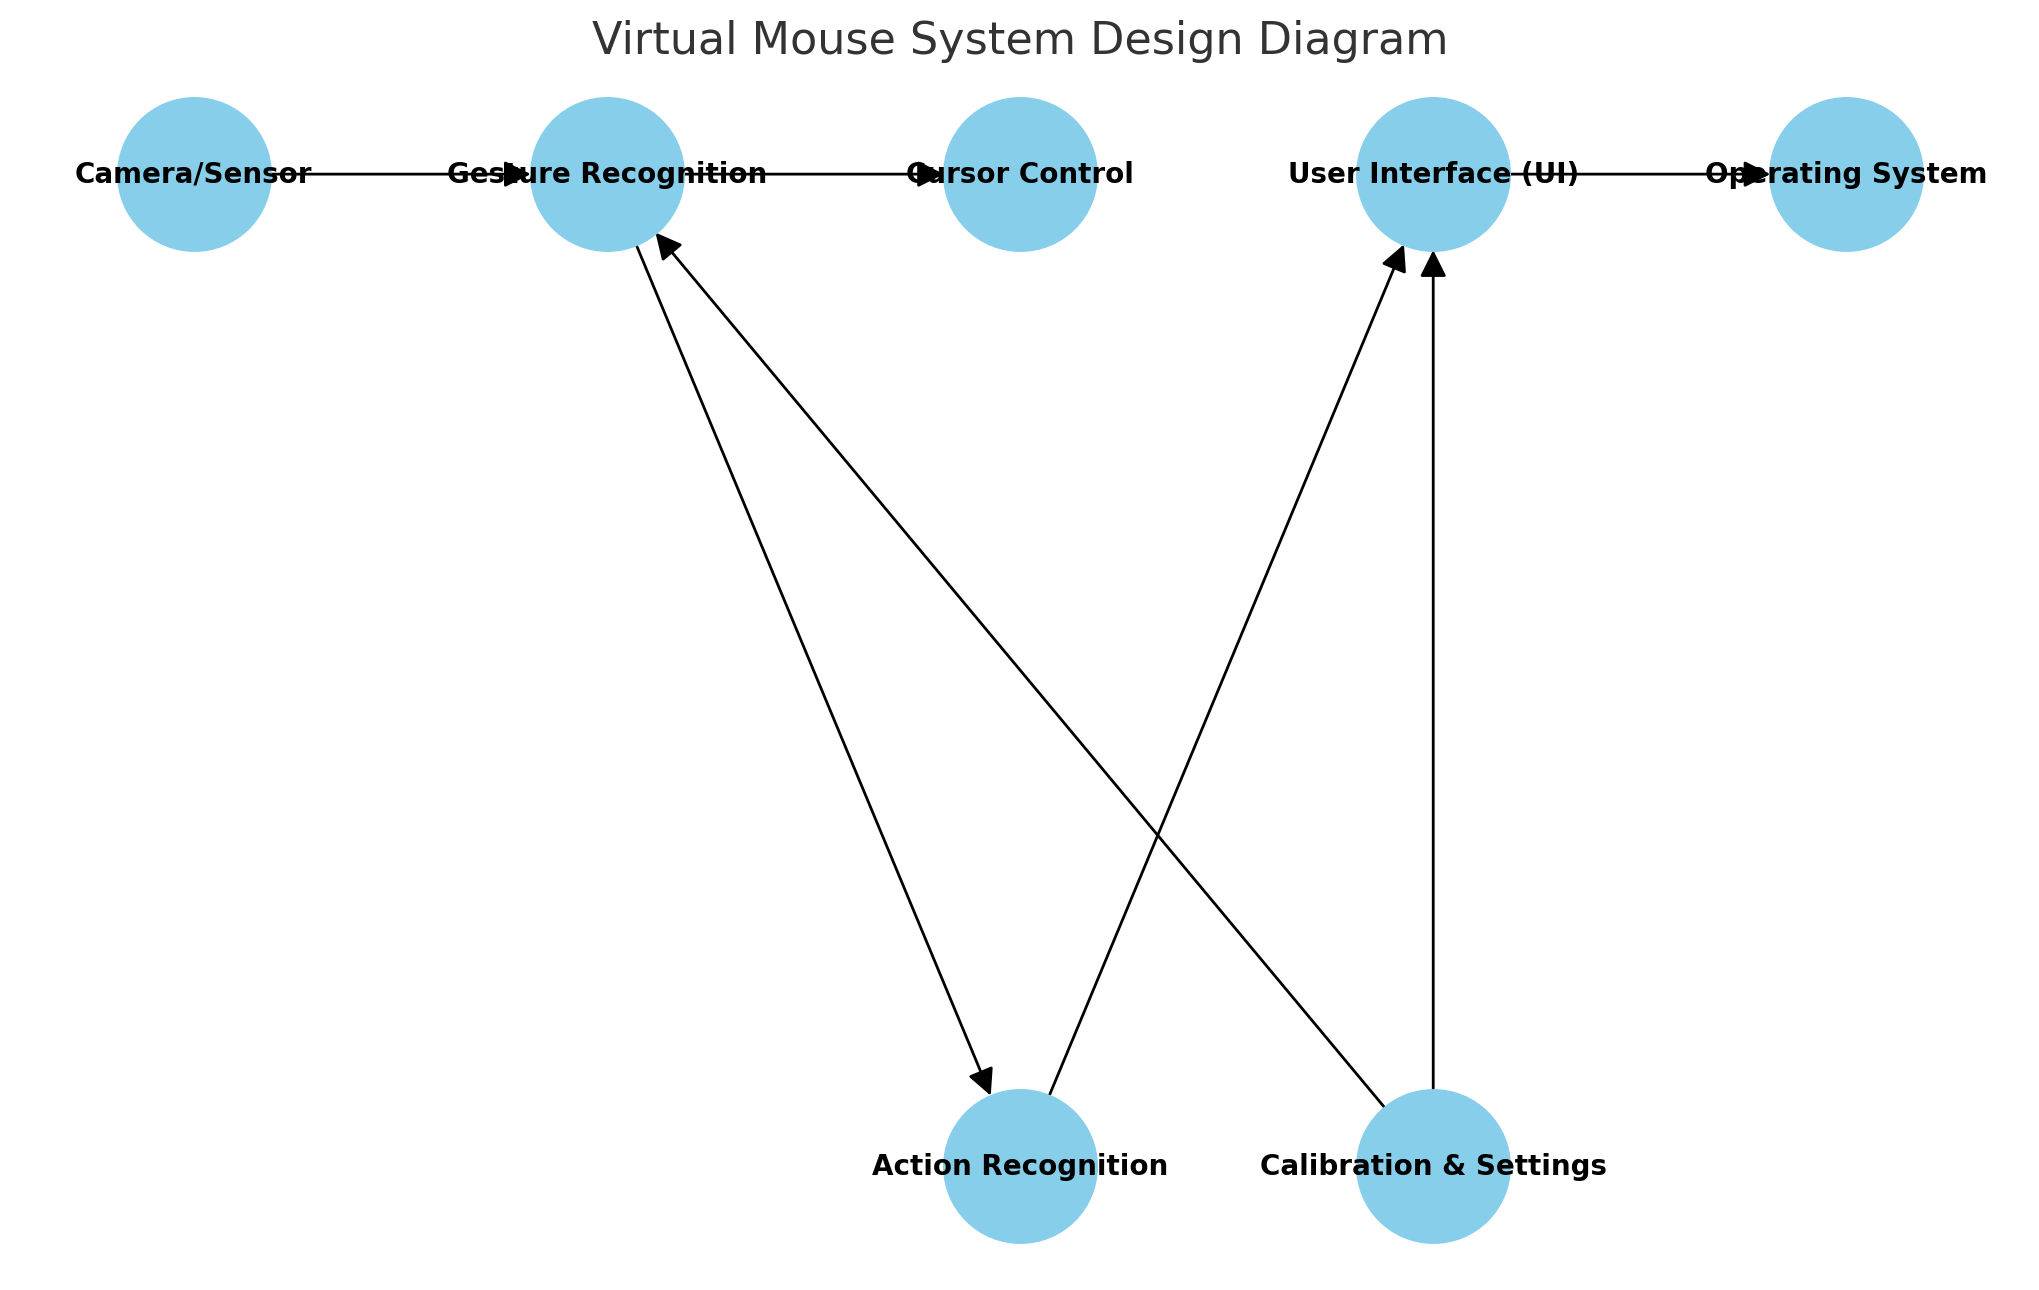 Virtual Mouse System Design Diagram
Camera/Sensor
Gesture Recognition
Cursor Control
User Interface (UI)
Operating System
Action Recognition
Calibration & Settings